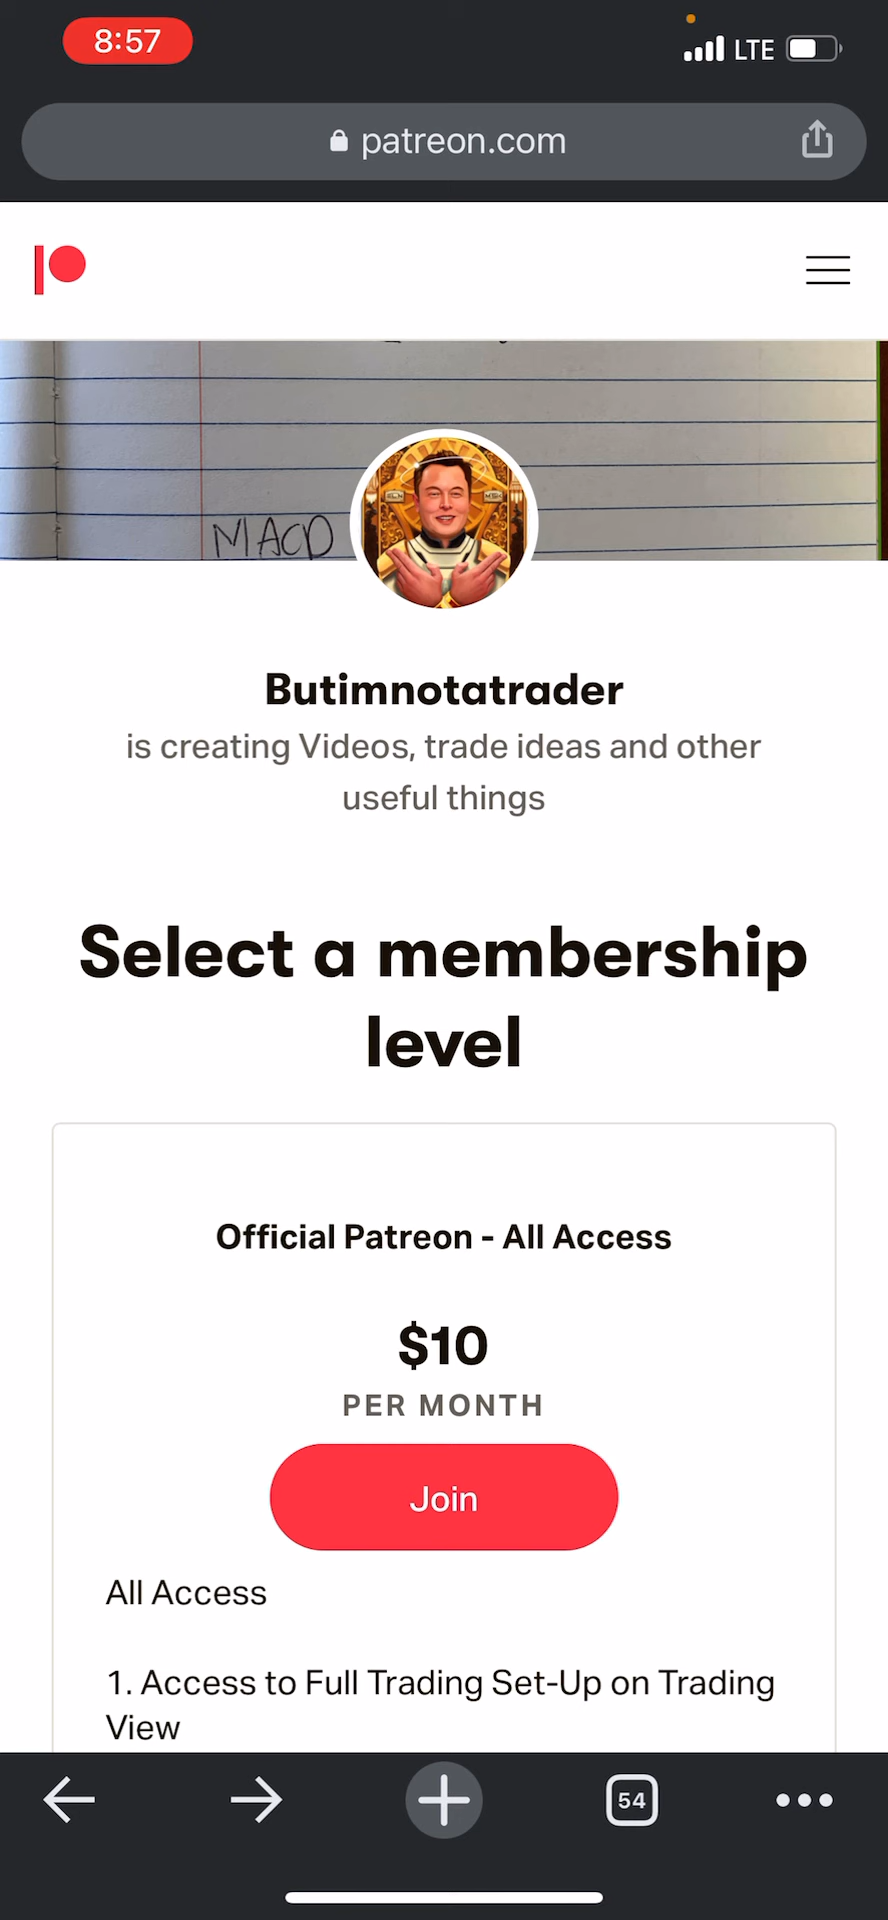 8:57
LTE
patreon.com
MACD
Butimnotatrader
is creating Videos, trade ideas and other
useful things
Select a membership
level
Official Patreon - All Access
$10
PER MONTH
Join
All Access
1. Access to Full Trading Set-Up on Trading
View
54